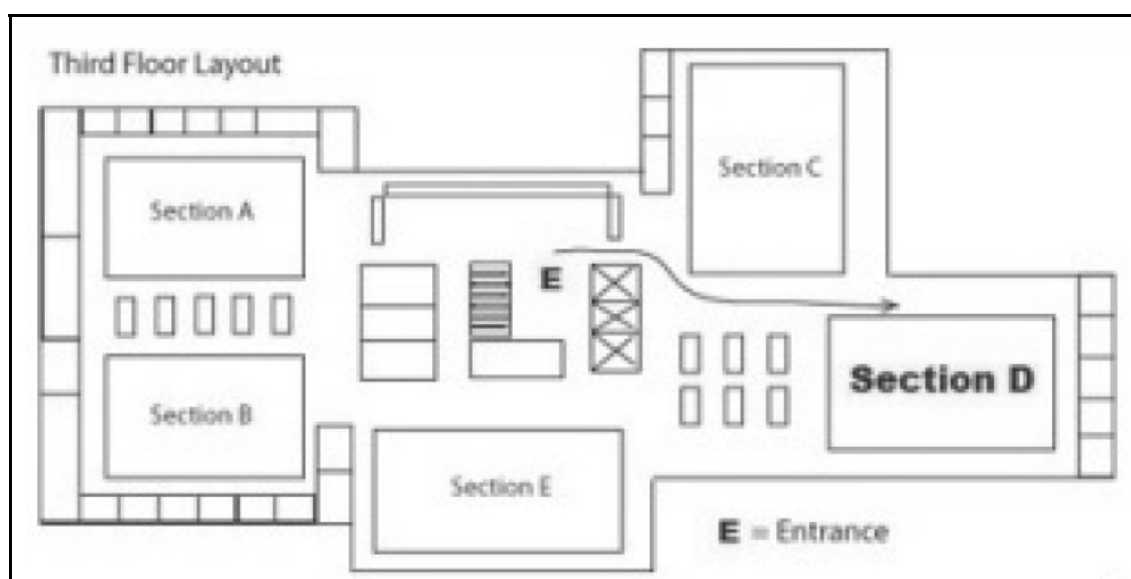 Third Floor Layout
Section A
Section C
E
Section D
Section B
Section E
E = Entrance